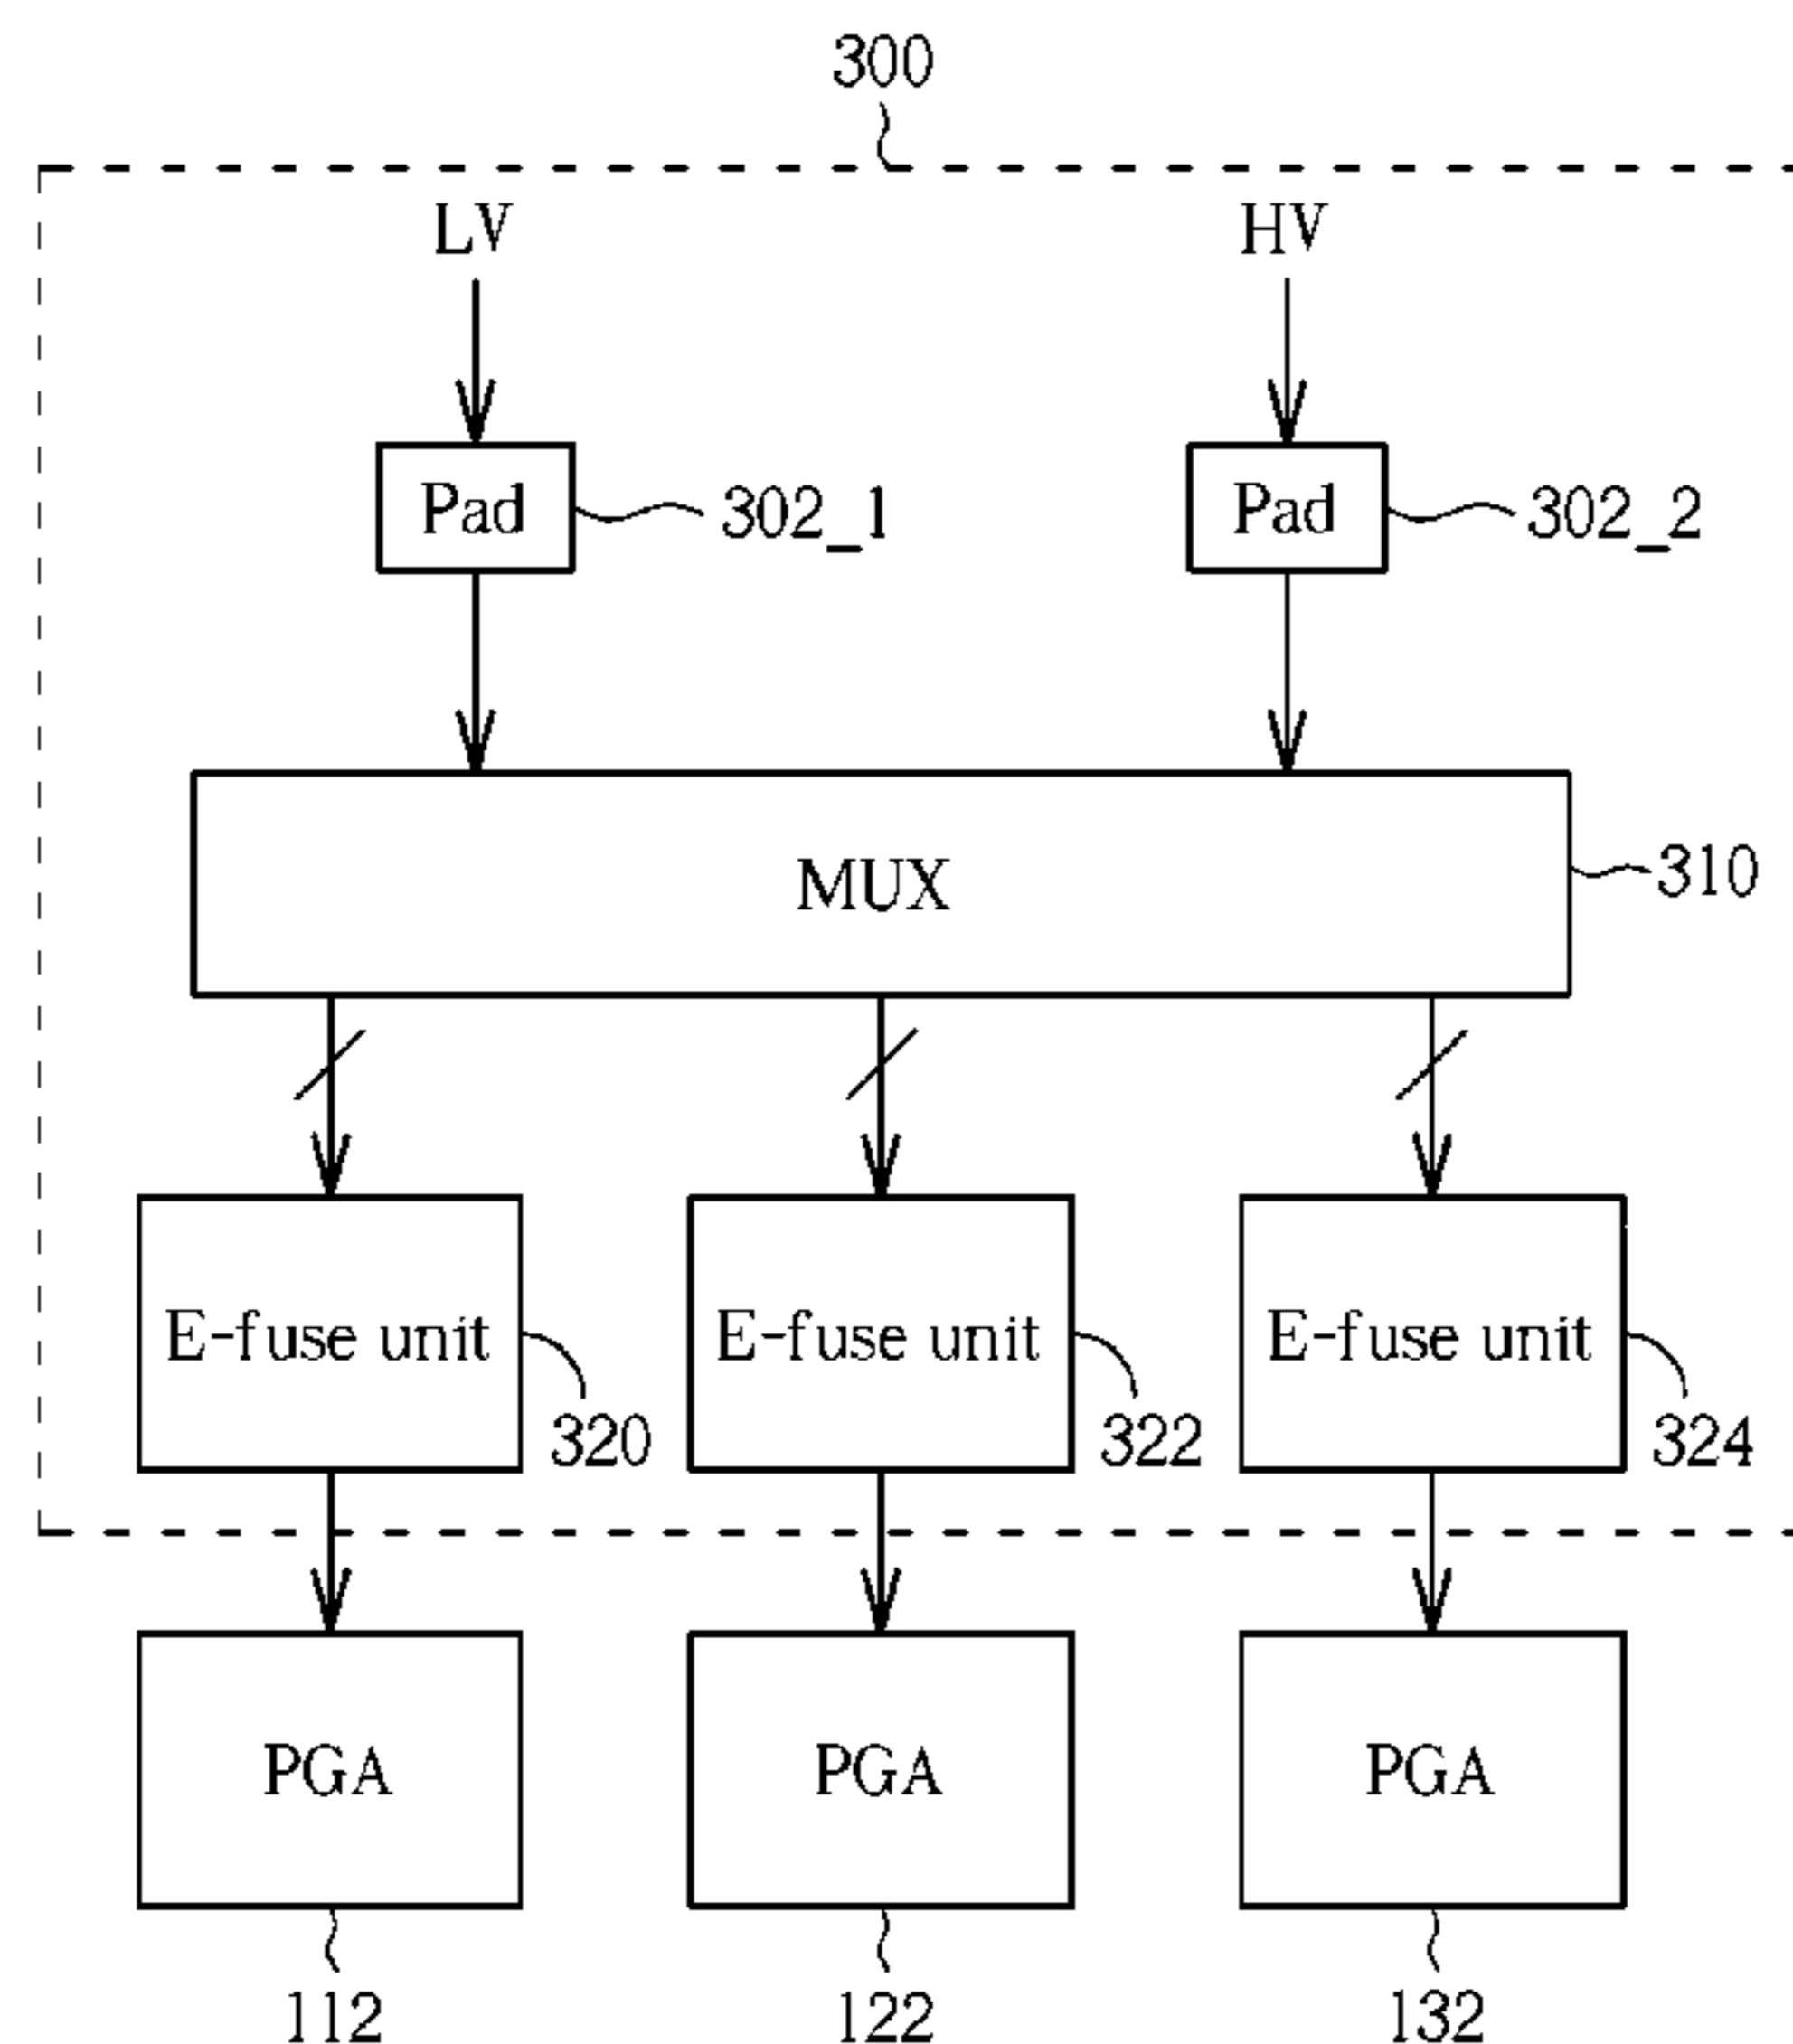 300
LV
HV
Pad
302_1
Pad
302_2
MUX
310
E-fuse unit
E-fuse unit
E-fuse unit
320
322
324
PGA
PGA
PGA
112
122
132